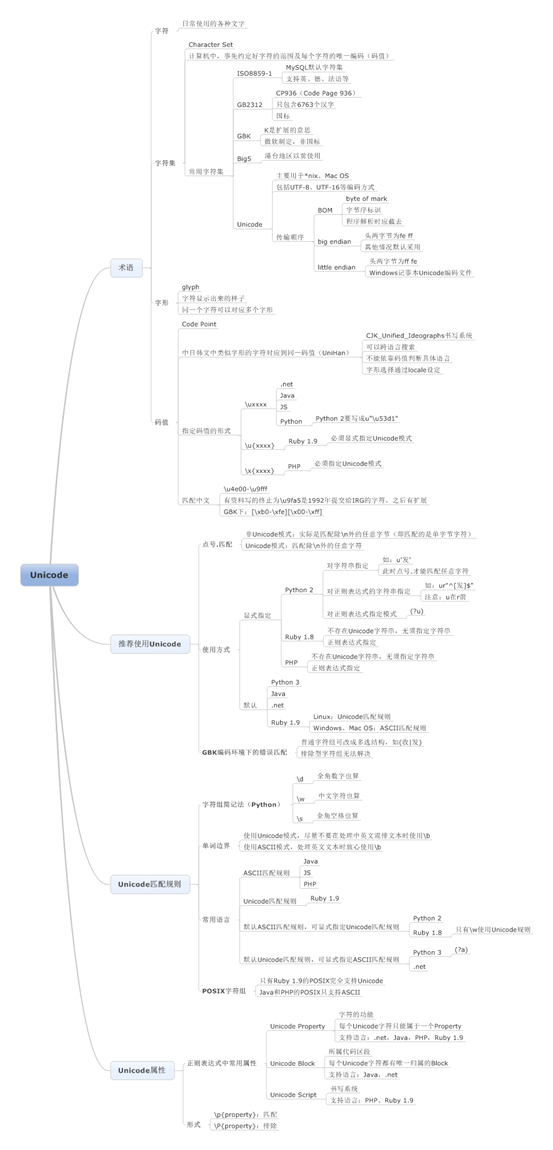 Unicode
术语
字符
日常使用的各种文字
字符集
Character Set
计算机中，事先约定好字符的范围及每个字符的唯一编码（码值）
常用字符集
ISO8859-1
MySQL默认字符集
支持英、德、法语等
GB2312
CP936（Code Page 936）
只包含6763个汉字
国标
GBK
K是扩展的意思
微软制定，非国标
Big5
港台地区以前使用
Unicode
主要用于*nix、Mac OS
包括UTF-8、UTF-16等编码方式
传输顺序
BOM
byte of mark
字节序标识
程序解析时应截去
big endian
头两字节为fe ff
其他情况默认采用
little endian
头两字节为ff fe
Windows记事本Unicode编码文件
字形
glyph
字符显示出来的样子
同一个字符可以对应多个字形
码值
Code Point
中日韩文中类似字形的字符对应到同一码值（UniHan）
CJK_Unified_Ideographs书写系统
可以跨语言搜索
不能依靠码值判断具体语言
字形选择通过locale设定
指定码值的形式
\uxxxx
.net
Java
JS
Python
Python 2要写成u"\u53d1"
\u{xxxx}
Ruby 1.9
必须显式指定Unicode模式
\x{xxxx}
PHP
必须指定Unicode模式
匹配中文
\u4e00-\u9fff
有资料写的终止为\u9fa5是1992年提交给IRG的字符，之后有扩展
GBK下：[\xb0-\xfe][\x00-\xff]
推荐使用Unicode
点号.匹配
非Unicode模式：实际是匹配除\n外的任意字节（即匹配的是单字节字符）
Unicode模式：匹配除\n外的任意字符
使用方式
显式指定
Python 2
对字符串指定
如：u'发'
此时点号.才能匹配任意字符
对正则表达式的字符串指定
如：ur"^[发]$"
注意：u在r前
对正则表达式指定模式
(?u)
Ruby 1.8
不存在Unicode字符串，无须指定字符串
正则表达式指定
PHP
不存在Unicode字符串，无须指定字符串
正则表达式指定
默认
Python 3
Java
.net
Ruby 1.9
Linux：Unicode匹配规则
Windows、Mac OS：ASCII匹配规则
GBK编码环境下的错误匹配
普通字符组可改成多选结构，如(收|发)
排除型字符组无法解决
Unicode匹配规则
字符组简记法（Python）
\d
全角数字也算
\w
中文字符也算
\s
全角空格也算
单词边界
使用Unicode模式，尽量不要在处理中英文混排文本时使用\b
使用ASCII模式，处理英文文本时放心使用\b
常用语言
ASCII匹配规则
Java
JS
PHP
Unicode匹配规则
Ruby 1.9
默认ASCII匹配规则，可显式指定Unicode匹配规则
Python 2
Ruby 1.8
只有\w使用Unicode规则
默认Unicode匹配规则，可显式指定ASCII匹配规则
Python 3
(?a)
.net
POSIX字符组
只有Ruby 1.9的POSIX完全支持Unicode
Java和PHP的POSIX只支持ASCII
Unicode属性
正则表达式中常用属性
Unicode Property
字符的功能
每个Unicode字符只能属于一个Property
支持语言：.net、Java、PHP、Ruby 1.9
Unicode Block
所属代码区段
每个Unicode字符都有唯一归属的Block
支持语言：Java、.net
Unicode Script
书写系统
支持语言：PHP、Ruby 1.9
形式
\p{property}：匹配
\P{property}：排除